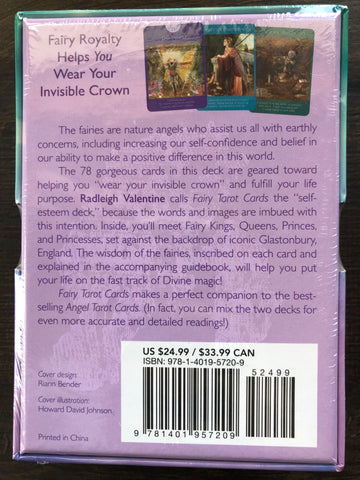 Fairy Royalty
Helps You
Wear Your
Invisible Crown
The fairies are nature angels who assist us all with earthly
concerns, including increasing our self-confidence and belief in
our ability to make a positive difference in this world.
The 78 gorgeous cards in this deck are geared toward
helping you “wear your invisible crown” and fulfill your life
purpose. Radleigh Valentine calls Fairy Tarot Cards the “self-
esteem deck,” because the words and images are imbued with
this intention. Inside, you’ll meet Fairy Kings, Queens, Princes, and
Princesses, set against the backdrop of iconic Glastonbury,
England. The wisdom of the fairies, inscribed on each card and
explained in the accompanying guidebook, will help you put
your life on the fast track of Divine magic!
Fairy Tarot Cards makes a perfect companion to the best-
selling Angel Tarot Cards. (In fact, you can mix the two decks for
even more accurate and detailed readings!)
Cover design:
Riann Bender
Cover illustration:
Howard David Johnson,
Printed in China
US $24.99 / $33.99 CAN
ISBN: 978-1-4019-5720-9
52499
9 781401 957209